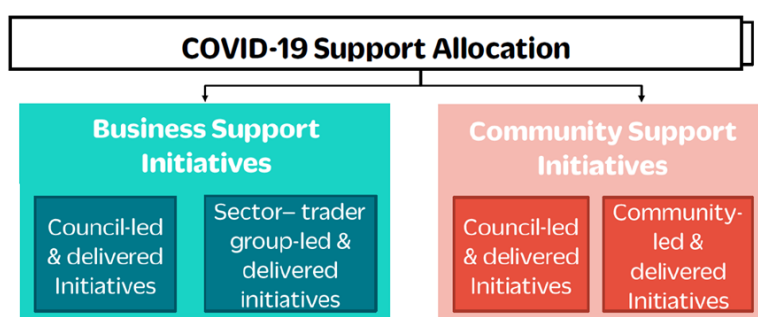 COVID-19 Support Allocation
Business Support
Initiatives
Council-led
& delivered
Initiatives
Sector– trader
group-led &
delivered
initiatives
Community Support
Initiatives
Council-led
& delivered
Initiatives
Community-
led &
delivered
Initiatives